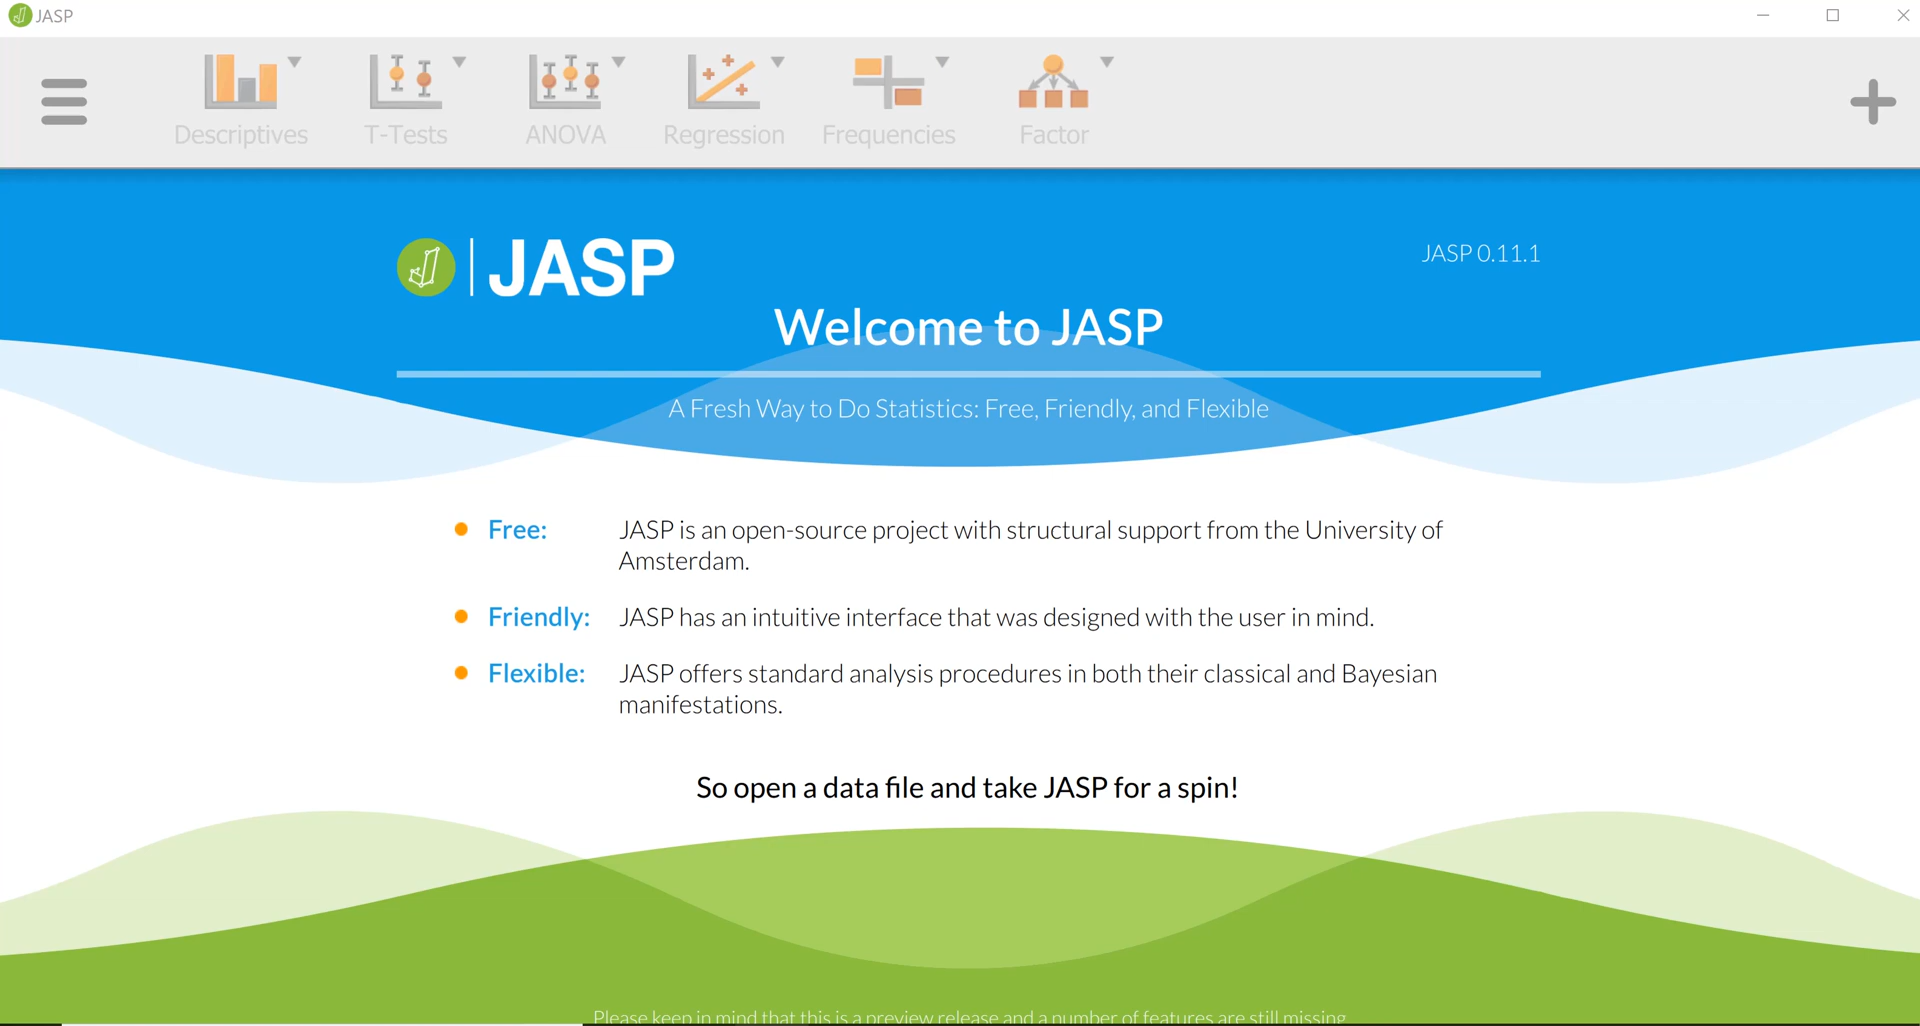 JASP
Descriptives
T-Tests
ANOVA
Regression
Frequencies
Factor
JASP
JASP 0.11.1
Welcome to JASP
A Fresh Way to Do Statistics: Free, Friendly, and Flexible
Free: JASP is an open-source project with structural support from the University of
Amsterdam.
Friendly: JASP has an intuitive interface that was designed with the user in mind.
Flexible: JASP offers standard analysis procedures in both their classical and Bayesian
manifestations.
So open a data file and take JASP for a spin!
Please keep in mind that this is a preview release and a number of features are still missing